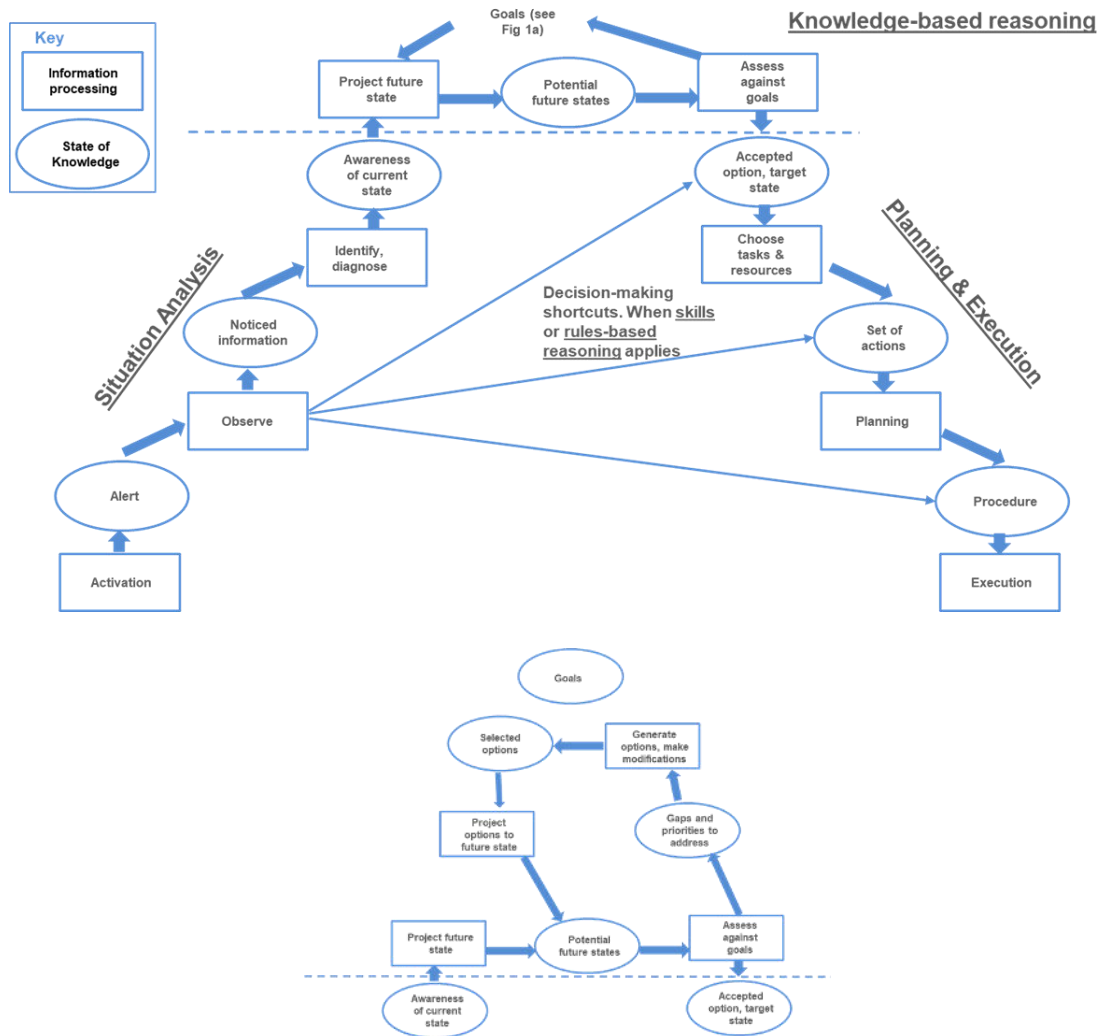 Knowledge-based reasoning
Key
Information
processing
State of
Knowledge
Goals (see
Fig 1a)
Project future
state
Potential
future states
Assess
against
goals
Awareness
of current
state
Accepted
option, target
state
Identify,
diagnose
Choose
tasks &
resources
Situation Analysis
Planning & Execution
Decision-making
shortcuts. When skills
or rules-based
reasoning applies
Noticed
information
Set of
actions
Observe
Planning
Alert
Procedure
Activation
Execution
Goals
Selected
options
Generate
options, make
modifications
Project
options to
future state
Gaps and
priorities to
address
Project future
state
Potential
future states
Assess
against
goals
Awareness
of current
state
Accepted
option, target
state